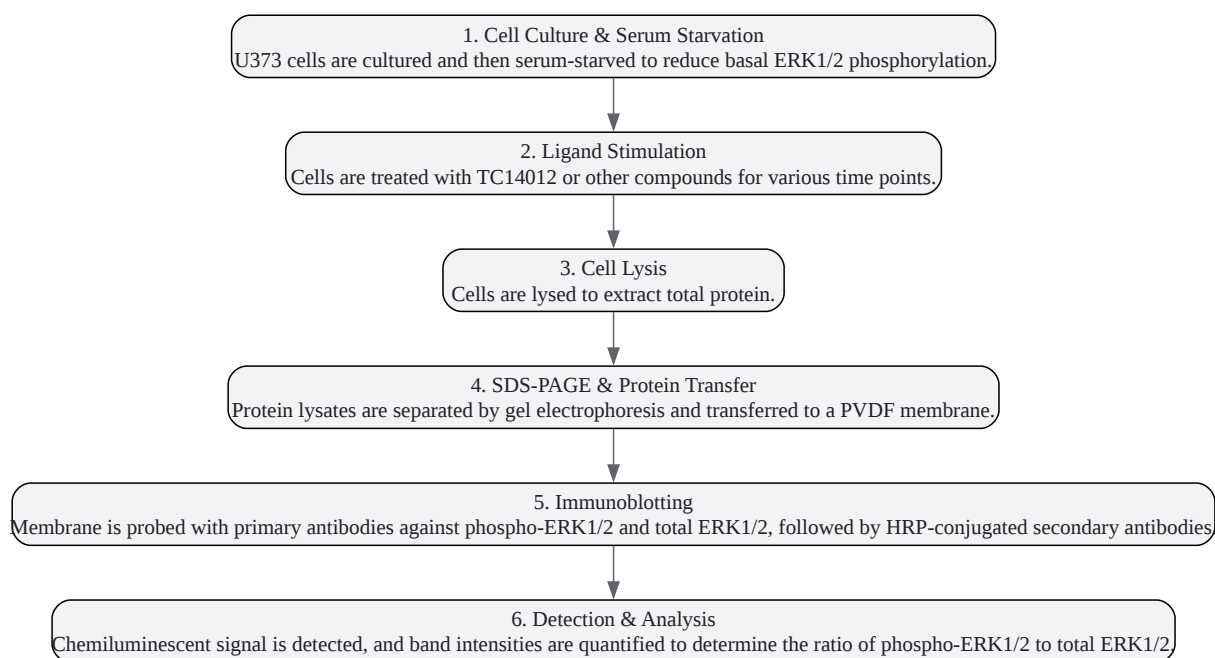 1. Cell Culture & Serum Starvation
U373 cells are cultured and then serum-starved to reduce basal ERK1/2 phosphorylation.
2. Ligand Stimulation
Cells are treated with TC14012 or other compounds for various time points.
3. Cell Lysis
Cells are lysed to extract total protein.
4. SDS-PAGE & Protein Transfer
Protein lysates are separated by gel electrophoresis and transferred to a PVDF membrane.
5. Immunoblotting
Membrane is probed with primary antibodies against phospho-ERK1/2 and total ERK1/2, followed by HRP-conjugated secondary antibodies.
6. Detection & Analysis
Chemiluminescent signal is detected, and band intensities are quantified to determine the ratio of phospho-ERK1/2 to total ERK1/2.